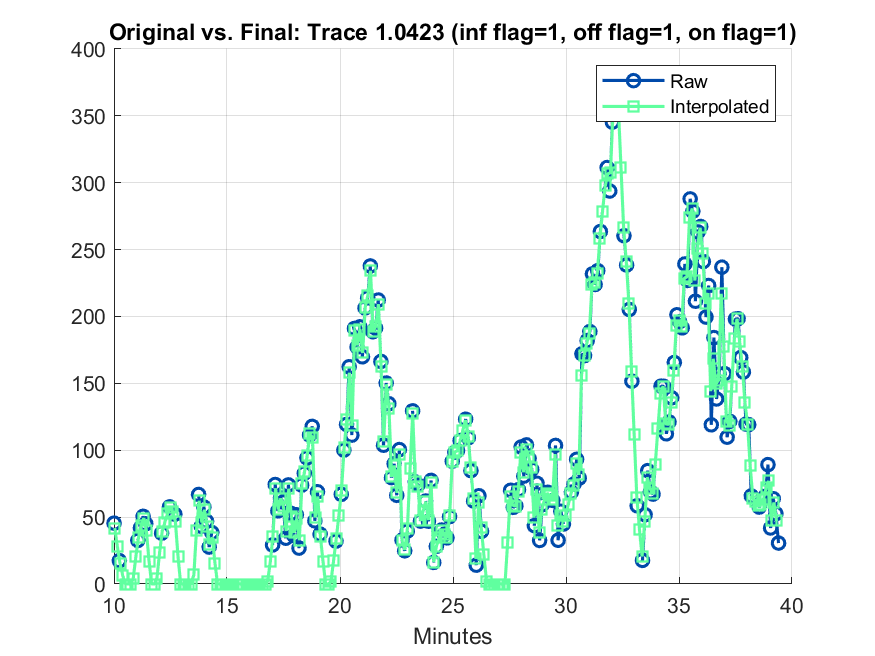 Original vs. Final: Trace 1.0423 (inf flag=1, off flag=1, on flag=1)
400
350
300
250
200
150
100
50
0
Raw
Interpolated
10 15 20 25 30 35 40
Minutes